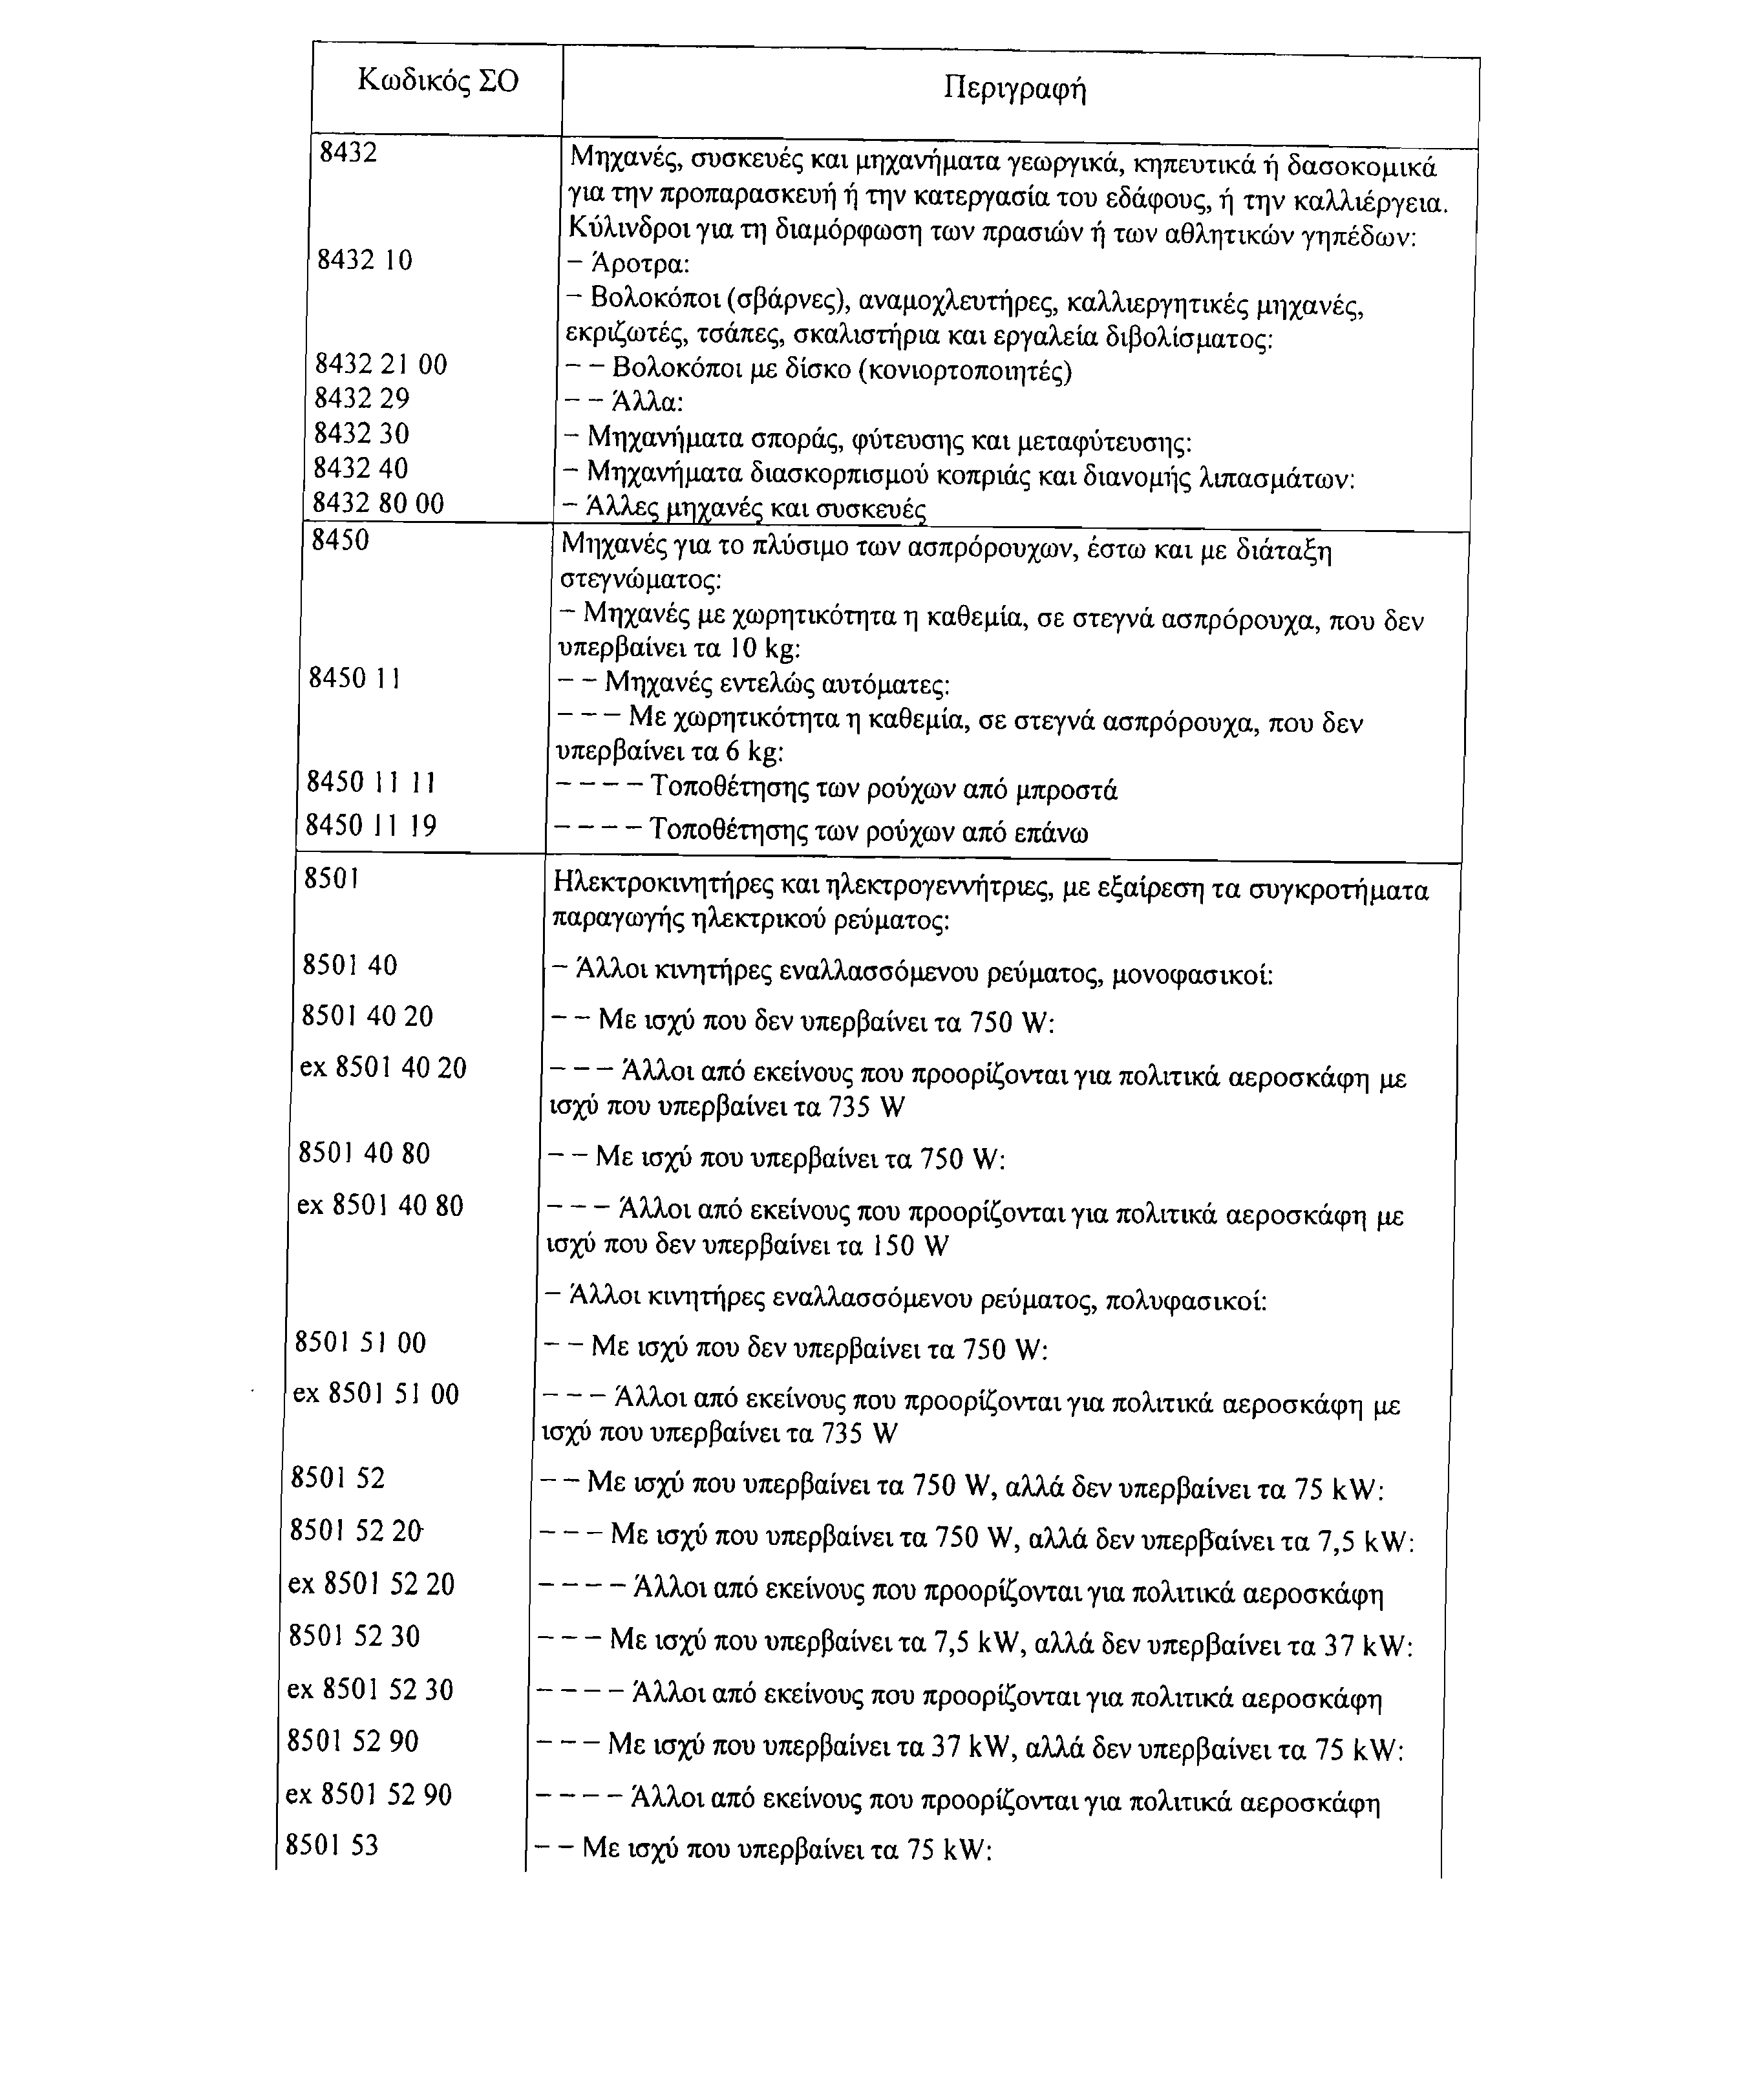 Κωδικός ΣΟ Περιγραφή
8432 Μηχανές, συσκευές και μηχανήματα γεωργικά, κηπευτικά ή δασοκομικά
για την προπαρασκευή ή την κατεργασία του εδάφους, ή την καλλιέργεια.
Κύλινδροι για τη διαμόρφωση των πρασιών ή των αθλητικών γηπέδων:
8432 10 – Άροτρα:
– Βολοκόποι (σβάρνες), αναμοχλευτήρες, καλλιεργητικές μηχανές,
εκριζωτές, τσάπες, σκαλιστήρια και εργαλεία διβολίσματος:
8432 21 00 – – Βολοκόποι με δίσκο (κονιορτοποιητές)
8432 29 – – Άλλα:
8432 30 – Μηχανήματα σποράς, φύτευσης και μεταφύτευσης:
8432 40 – Μηχανήματα διασκορπισμού κοπριάς και διανομής λιπασμάτων:
8432 80 00 – Άλλες μηχανές και συσκευές
8450 Μηχανές για το πλύσιμο των ασπρόρουχων, έστω και με διάταξη
στεγνώματος:
– Μηχανές με χωρητικότητα η καθεμία, σε στεγνά ασπρόρουχα, που δεν
υπερβαίνει τα 10 kg:
8450 11 – – Μηχανές εντελώς αυτόματες:
– – – Με χωρητικότητα η καθεμία, σε στεγνά ασπρόρουχα, που δεν
υπερβαίνει τα 6 kg:
8450 11 11 – – – – Τοποθέτησης των ρούχων από μπροστά
8450 11 19 – – – – Τοποθέτησης των ρούχων από επάνω
8501 Ηλεκτροκινητήρες και ηλεκτρογεννήτριες, με εξαίρεση τα συγκροτήματα
παραγωγής ηλεκτρικού ρεύματος:
8501 40 – Άλλοι κινητήρες εναλλασσόμενου ρεύματος, μονοφασικοί:
8501 40 20 – – Με ισχύ που δεν υπερβαίνει τα 750 W:
ex 8501 40 20 – – – Άλλοι από εκείνους που προορίζονται για πολιτικά αεροσκάφη με
ισχύ που υπερβαίνει τα 735 W
8501 40 80 – – Με ισχύ που υπερβαίνει τα 750 W:
ex 8501 40 80 – – – Άλλοι από εκείνους που προορίζονται για πολιτικά αεροσκάφη με
ισχύ που δεν υπερβαίνει τα 150 W
– Άλλοι κινητήρες εναλλασσόμενου ρεύματος, πολυφασικοί:
8501 51 00 – – Με ισχύ που δεν υπερβαίνει τα 750 W:
ex 8501 51 00 – – – Άλλοι από εκείνους που προορίζονται για πολιτικά αεροσκάφη με
ισχύ που υπερβαίνει τα 735 W
8501 52 – – Με ισχύ που υπερβαίνει τα 750 W, αλλά δεν υπερβαίνει τα 75 kW:
8501 52 20 – – – Με ισχύ που υπερβαίνει τα 750 W, αλλά δεν υπερβαίνει τα 7,5 kW:
ex 8501 52 20 – – – – Άλλοι από εκείνους που προορίζονται για πολιτικά αεροσκάφη
8501 52 30 – – – Με ισχύ που υπερβαίνει τα 7,5 kW, αλλά δεν υπερβαίνει τα 37 kW:
ex 8501 52 30 – – – – Άλλοι από εκείνους που προορίζονται για πολιτικά αεροσκάφη
8501 52 90 – – – Με ισχύ που υπερβαίνει τα 37 kW, αλλά δεν υπερβαίνει τα 75 kW:
ex 8501 52 90 – – – – Άλλοι από εκείνους που προορίζονται για πολιτικά αεροσκάφη
8501 53 – – Με ισχύ που υπερβαίνει τα 75 kW: